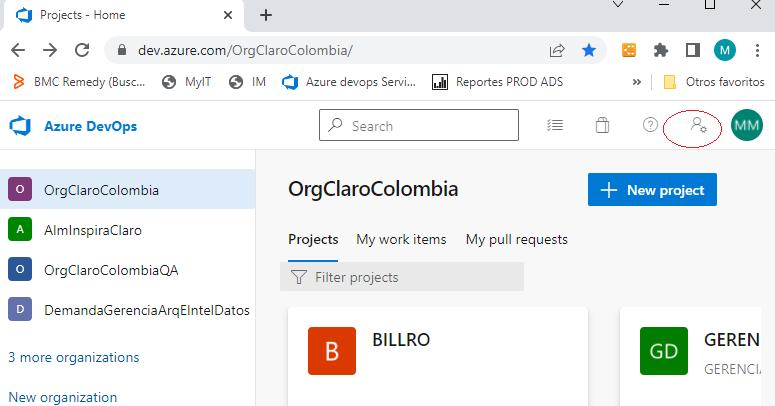 Projects - Home
dev.azure.com/OrgClaroColombia/
M
BMC Remedy (Busc... MyIT IM Azure devops Servi... Reportes PROD ADS » Otros favoritos
Azure DevOps Search MM
O OrgClaroColombia
A AlmInspiraClaro
O OrgClaroColombiaQA
D DemandaGerenciaArqEIntelDatos
3 more organizations
New organization
OrgClaroColombia
+ New project
Projects My work items My pull requests
Filter projects
B BILLRO
GD GEREN
GERENCIA